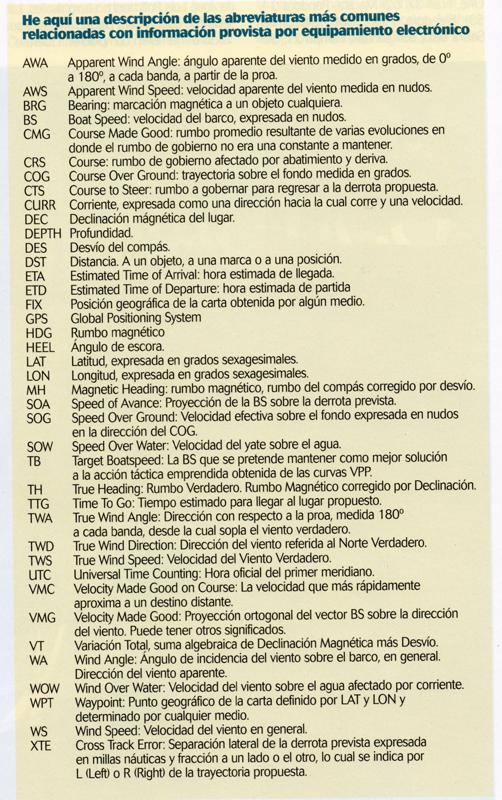 He aquí una descripción de las abreviaturas más comunes
relacionadas con información provista por equipamiento electrónico
AWA Apparent Wind Angle: ángulo aparente del viento medido en grados, de 0º
a 180º, a cada banda, a partir de la proa.
AWS Apparent Wind Speed: velocidad aparente del viento medida en nudos.
BRG Bearing: marcación magnética a un objeto cualquiera.
BS Boat Speed: velocidad del barco, expresada en nudos.
CMG Course Made Good: rumbo promedio resultante de varias evoluciones en
donde el rumbo de gobierno no era una constante a mantener.
CRS Course: rumbo de gobierno afectado por abatimiento y deriva.
COG Course Over Ground: trayectoria sobre el fondo medida en grados.
CTS Course to Steer: rumbo a gobernar para regresar a la derrota propuesta.
CURR Corriente, expresada como una dirección hacia la cual corre y una velocidad.
DEC Declinación mágnética del lugar.
DEPTH Profundidad.
DES Desvío del compás.
DST Distancia. A un objeto, a una marca o a una posición.
ETA Estimated Time of Arrival: hora estimada de llegada.
ETD Estimated Time of Departure: hora estimada de partida
FIX Posición geográfica de la carta obtenida por algún medio.
GPS Global Positioning System
HDG Rumbo magnético
HEEL Ángulo de escora.
LAT Latitud, expresada en grados sexagesimales.
LON Longitud, expresada en grados sexagesimales.
MH Magnetic Heading: rumbo magnético, rumbo del compás corregido por desvío.
SOA Speed of Avance: Proyección de la BS sobre la derrota prevista.
SOG Speed Over Ground: Velocidad efectiva sobre el fondo expresada en nudos
en la dirección del COG.
SOW Speed Over Water: Velocidad del yate sobre el agua.
TB Target Boatspeed: La BS que se pretende mantener como mejor solución
a la acción táctica emprendida obtenida de las curvas VPP.
TH True Heading: Rumbo Verdadero. Rumbo Magnético corregido por Declinación.
TTG Time To Go: Tiempo estimado para llegar al lugar propuesto.
TWA True Wind Angle: Dirección con respecto a la proa, medida 180º
a cada banda, desde la cual sopla el viento verdadero.
TWD True Wind Direction: Dirección del viento referida al Norte Verdadero.
TWS True Wind Speed: Velocidad del Viento Verdadero.
UTC Universal Time Counting: Hora oficial del primer meridiano.
VMC Velocity Made Good on Course: La velocidad que más rápidamente
aproxima a un destino distante.
VMG Velocity Made Good: Proyección ortogonal del vector BS sobre la dirección
del viento. Puede tener otros significados.
VT Variación Total, suma algebraica de Declinación Magnética más Desvío.
WA Wind Angle: Ángulo de incidencia del viento sobre el barco, en general.
Dirección del viento aparente.
WOW Wind Over Water: Velocidad del viento sobre el agua afectado por corriente.
WPT Waypoint: Punto geográfico de la carta definido por LAT y LON y
determinado por cualquier medio.
WS Wind Speed: Velocidad del viento en general.
XTE Cross Track Error: Separación lateral de la derrota prevista expresada
en millas náuticas y fracción a un lado o el otro, lo cual se indica por
L (Left) o R (Right) de la trayectoria propuesta.